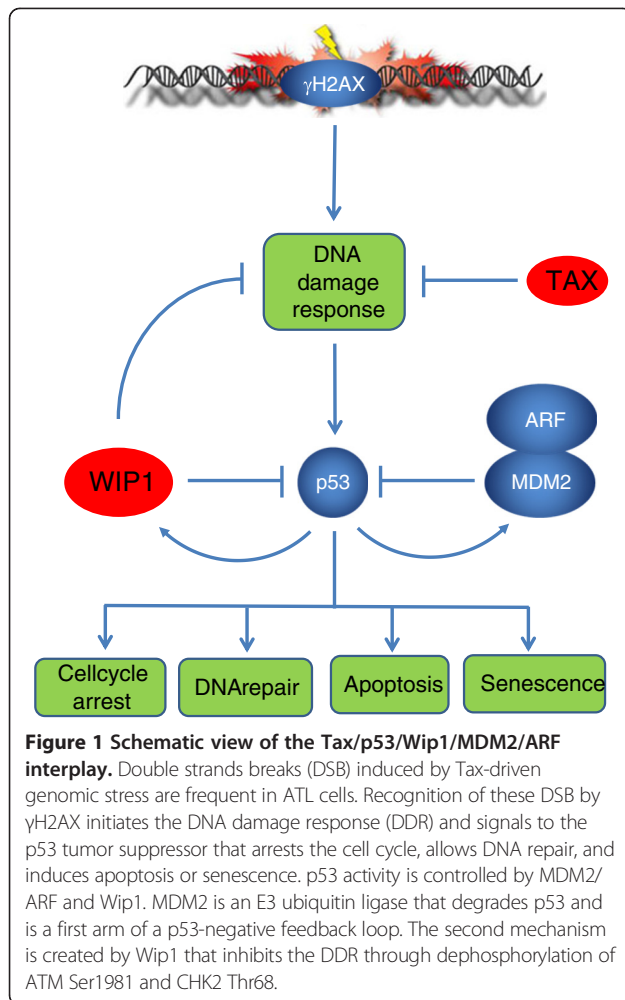 γH2AX
DNA
damage
response
TAX
ARF
WIP1
p53
MDM2
Cellcycle
arrest
DNArepair
Apoptosis
Senescence
Figure 1 Schematic view of the Tax/p53/Wip1/MDM2/ARF
interplay. Double strands breaks (DSB) induced by Tax-driven
genomic stress are frequent in ATL cells. Recognition of these DSB by
γH2AX initiates the DNA damage response (DDR) and signals to the
p53 tumor suppressor that arrests the cell cycle, allows DNA repair, and
induces apoptosis or senescence. p53 activity is controlled by MDM2/
ARF and Wip1. MDM2 is an E3 ubiquitin ligase that degrades p53 and
is a first arm of a p53-negative feedback loop. The second mechanism
is created by Wip1 that inhibits the DDR through dephosphorylation of
ATM Ser1981 and CHK2 Thr68.